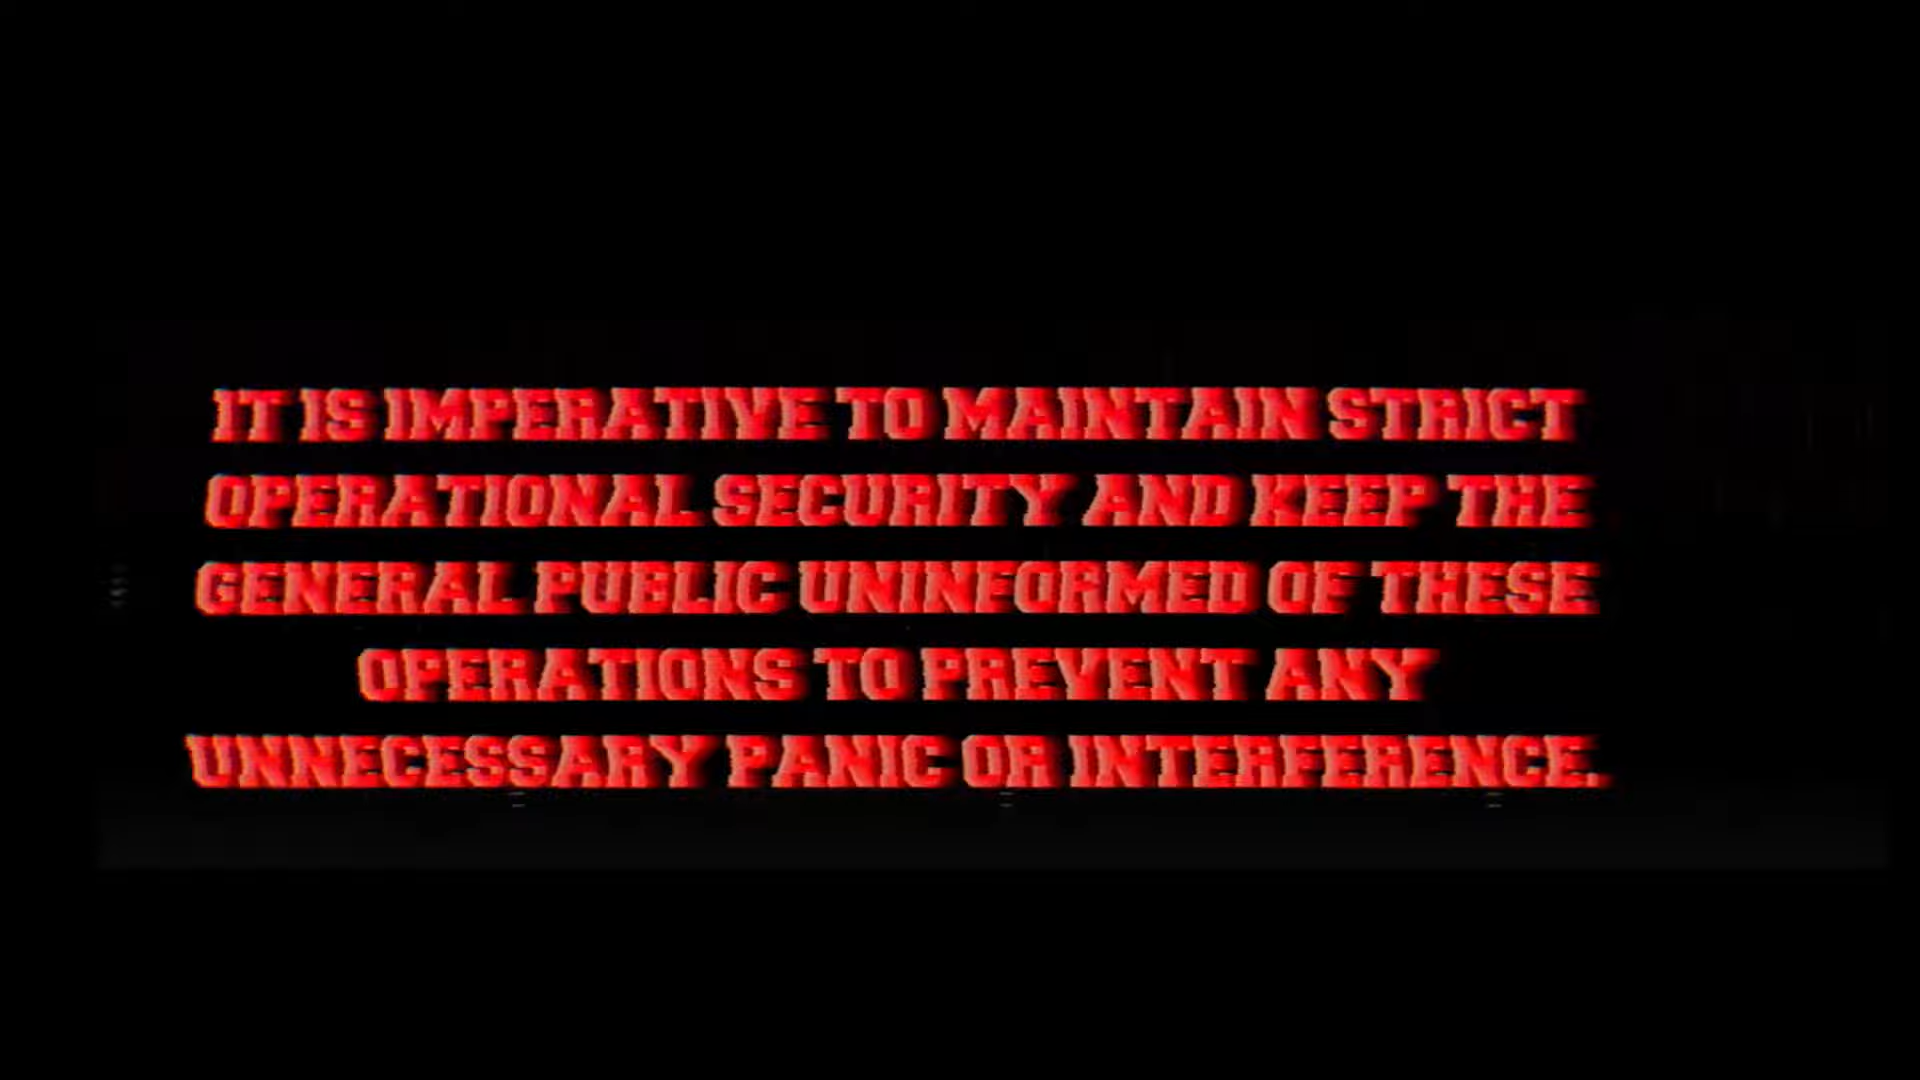 IT IS IMPERATIVE TO MAINTAIN STRICT
OPERATIONAL SECURITY AND KEEP THE
GENERAL PUBLIC UNINFORMED OF THESE
OPERATIONS TO PREVENT ANY
UNNECESSARY PANIC OR INTERFERENCE.